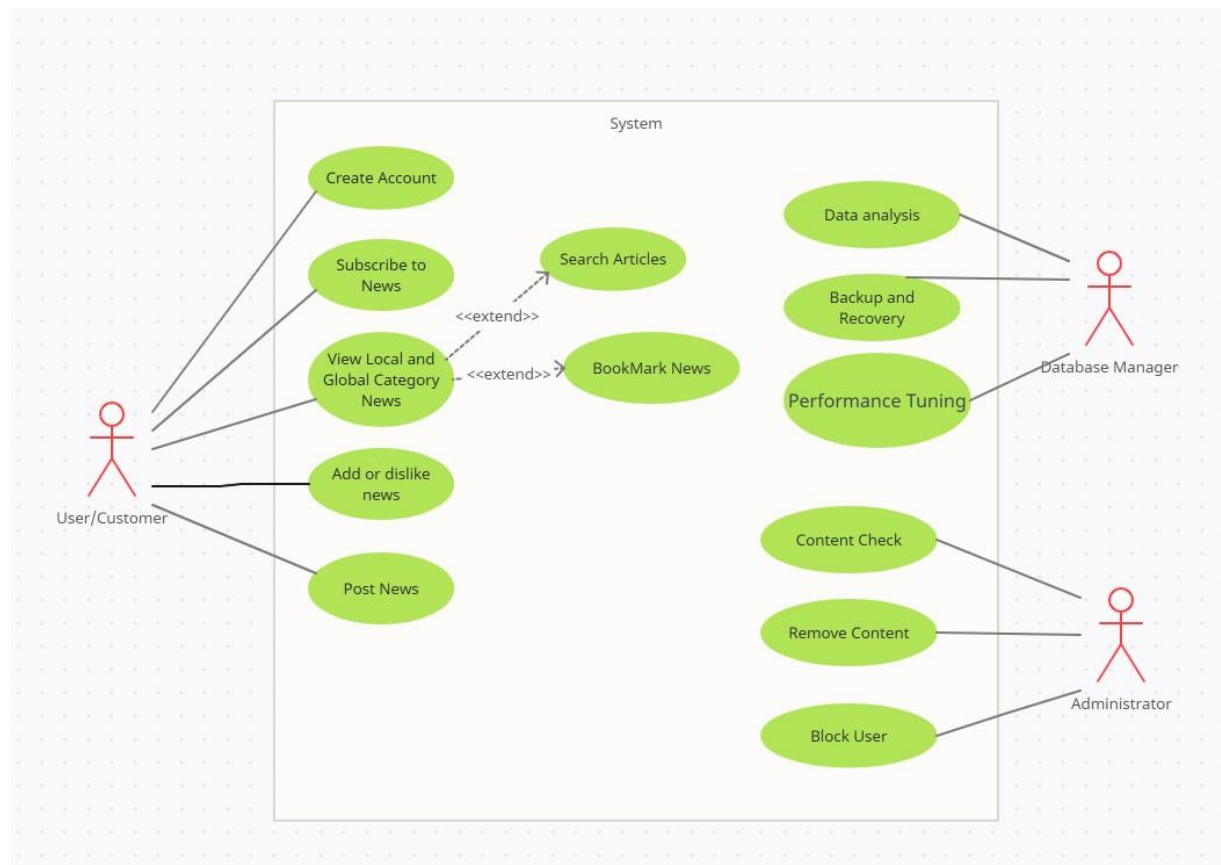 System
Create Account
Subscribe to
News
View Local and
Global Category
News
Add or dislike
news
Post News
<<extend>>
<<extend>>
Search Articles
BookMark News
User/Customer
Data analysis
Backup and
Recovery
Performance Tuning
Database Manager
Content Check
Remove Content
Block User
Administrator